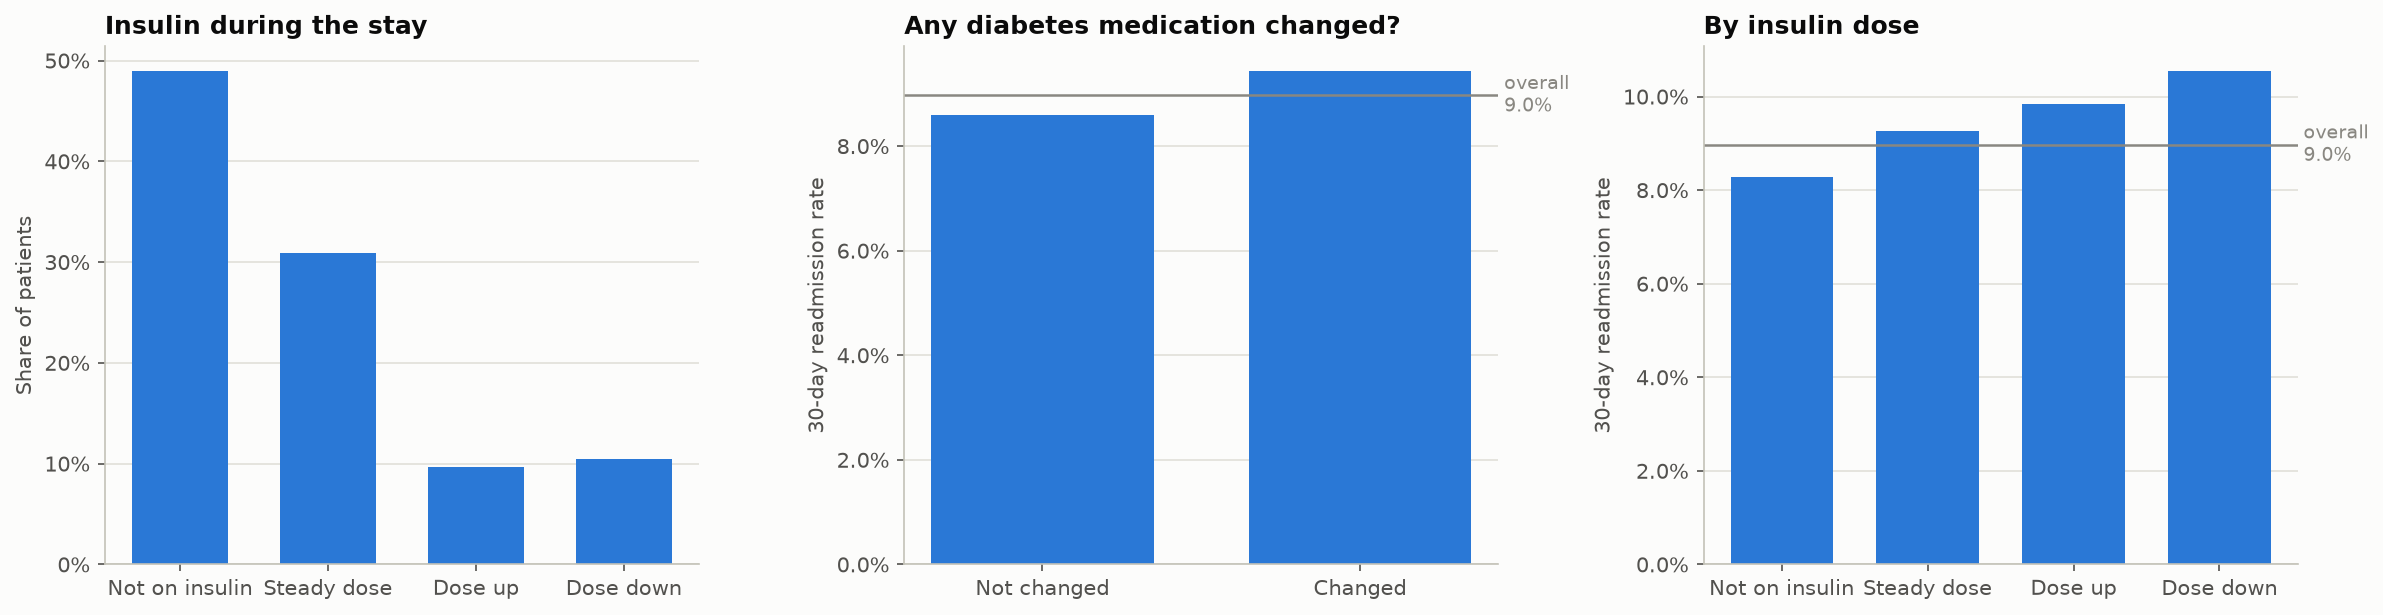 Insulin during the stay
50%
40%
30%
20%
10%
0%
Share of patients
Not on insulin
Steady dose
Dose up
Dose down
Any diabetes medication changed?
8.0%
6.0%
4.0%
2.0%
0.0%
30-day readmission rate
overall
9.0%
Not changed
Changed
By insulin dose
10.0%
8.0%
6.0%
4.0%
2.0%
0.0%
30-day readmission rate
overall
9.0%
Not on insulin
Steady dose
Dose up
Dose down